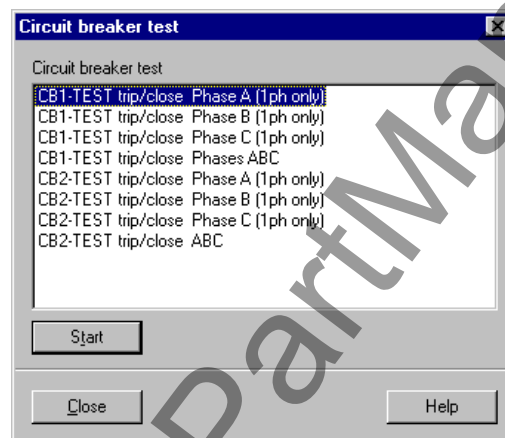 Circuit breaker test
Circuit breaker test
CB1-TEST trip/close Phase A (1ph only)
CB1-TEST trip/close Phase B (1ph only)
CB1-TEST trip/close Phase C (1ph only)
CB1-TEST trip/close Phases ABC
CB2-TEST trip/close Phase A (1ph only)
CB2-TEST trip/close Phase B (1ph only)
CB2-TEST trip/close Phase C (1ph only)
CB2-TEST trip/close ABC
Start
Close
Help